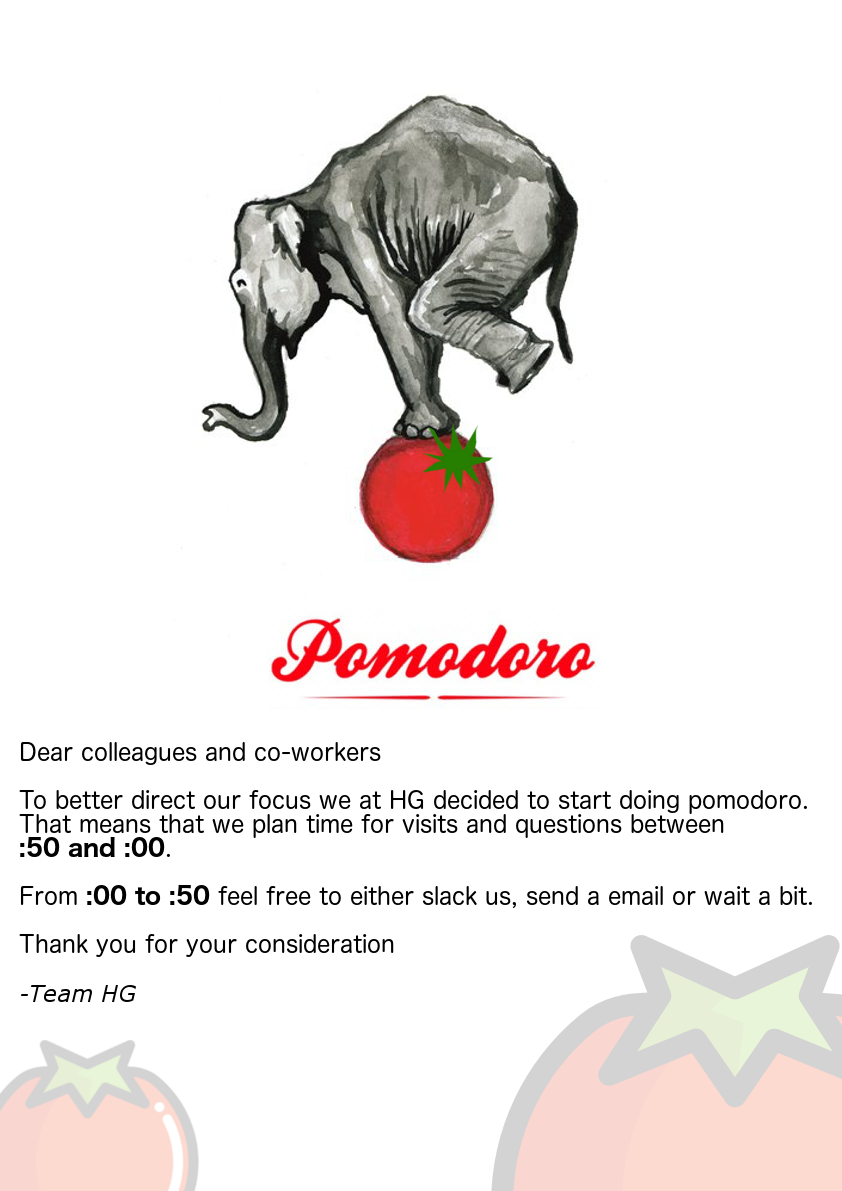 Pomodoro
Dear colleagues and co-workers
To better direct our focus we at HG decided to start doing pomodoro.
That means that we plan time for visits and questions between
:50 and :00.
From :00 to :50 feel free to either slack us, send a email or wait a bit.
Thank you for your consideration
-Team HG